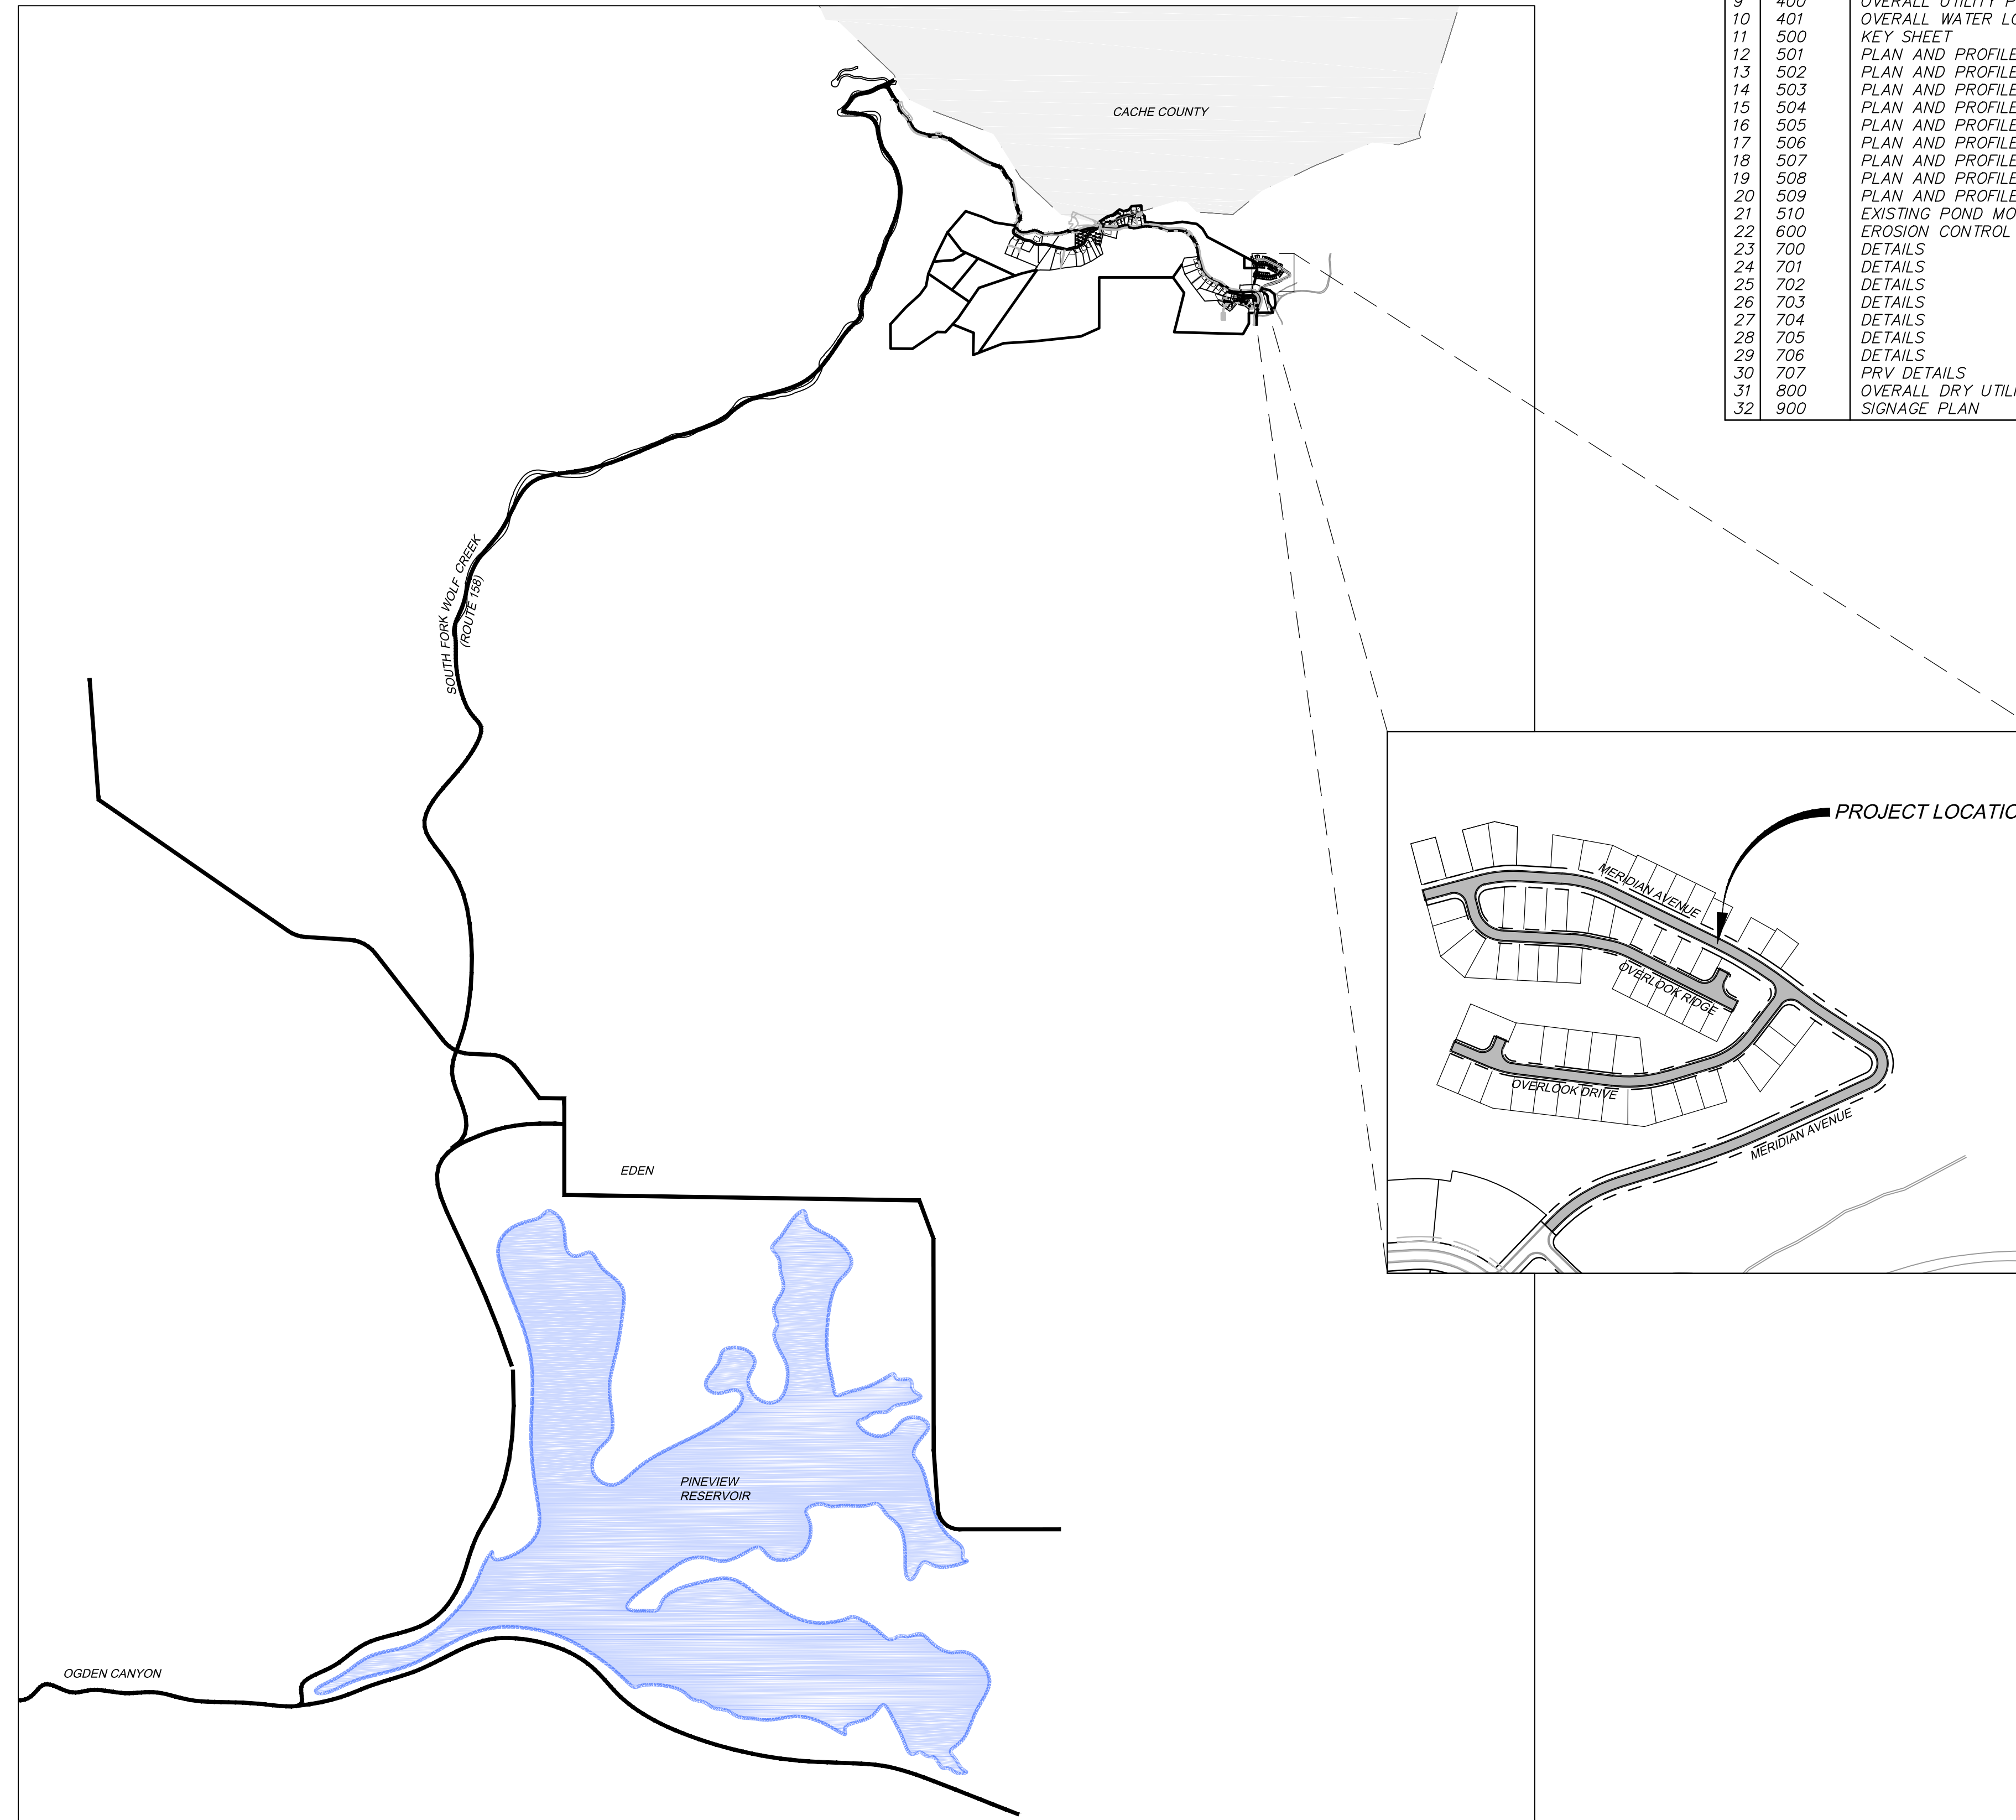 9 400 OVERALL UTILITY P
10 401 OVERALL WATER LO
11 500 KEY SHEET
12 501 PLAN AND PROFILE
13 502 PLAN AND PROFILE
14 503 PLAN AND PROFILE
15 504 PLAN AND PROFILE
16 505 PLAN AND PROFILE
17 506 PLAN AND PROFILE
18 507 PLAN AND PROFILE
19 508 PLAN AND PROFILE
20 509 PLAN AND PROFILE
21 510 EXISTING POND MO
22 600 EROSION CONTROL
23 700 DETAILS
24 701 DETAILS
25 702 DETAILS
26 703 DETAILS
27 704 DETAILS
28 705 DETAILS
29 706 DETAILS
30 707 PRV DETAILS
31 800 OVERALL DRY UTILI
32 900 SIGNAGE PLAN
CACHE COUNTY
SOUTH FORK WOLF CREEK
(ROUTE 158)
PROJECT LOCATIO
MERIDIAN AVENUE
OVERLOOK RIDGE
OVERLOOK DRIVE
MERIDIAN AVENUE
EDEN
PINEVIEW
RESERVOIR
OGDEN CANYON